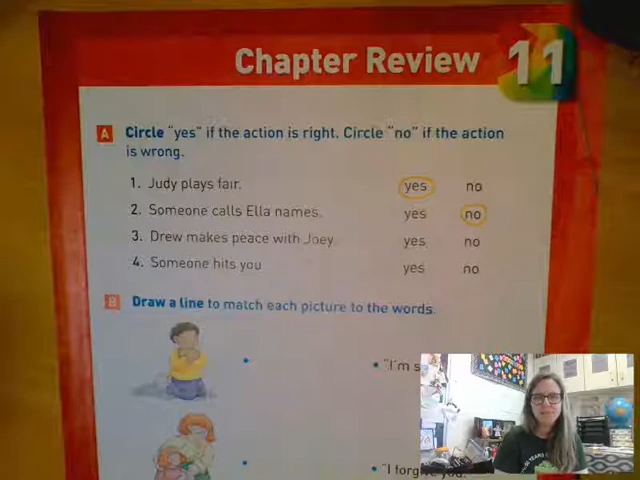 Chapter Review 11
A Circle "yes" if the action is right. Circle "no" if the action
is wrong.
1. Judy plays fair. yes no
2. Someone calls Ella names. yes no
3. Drew makes peace with Joey. yes no
4. Someone hits you yes no
B Draw a line to match each picture to the words.
• "I'm s
• "I forgive you."